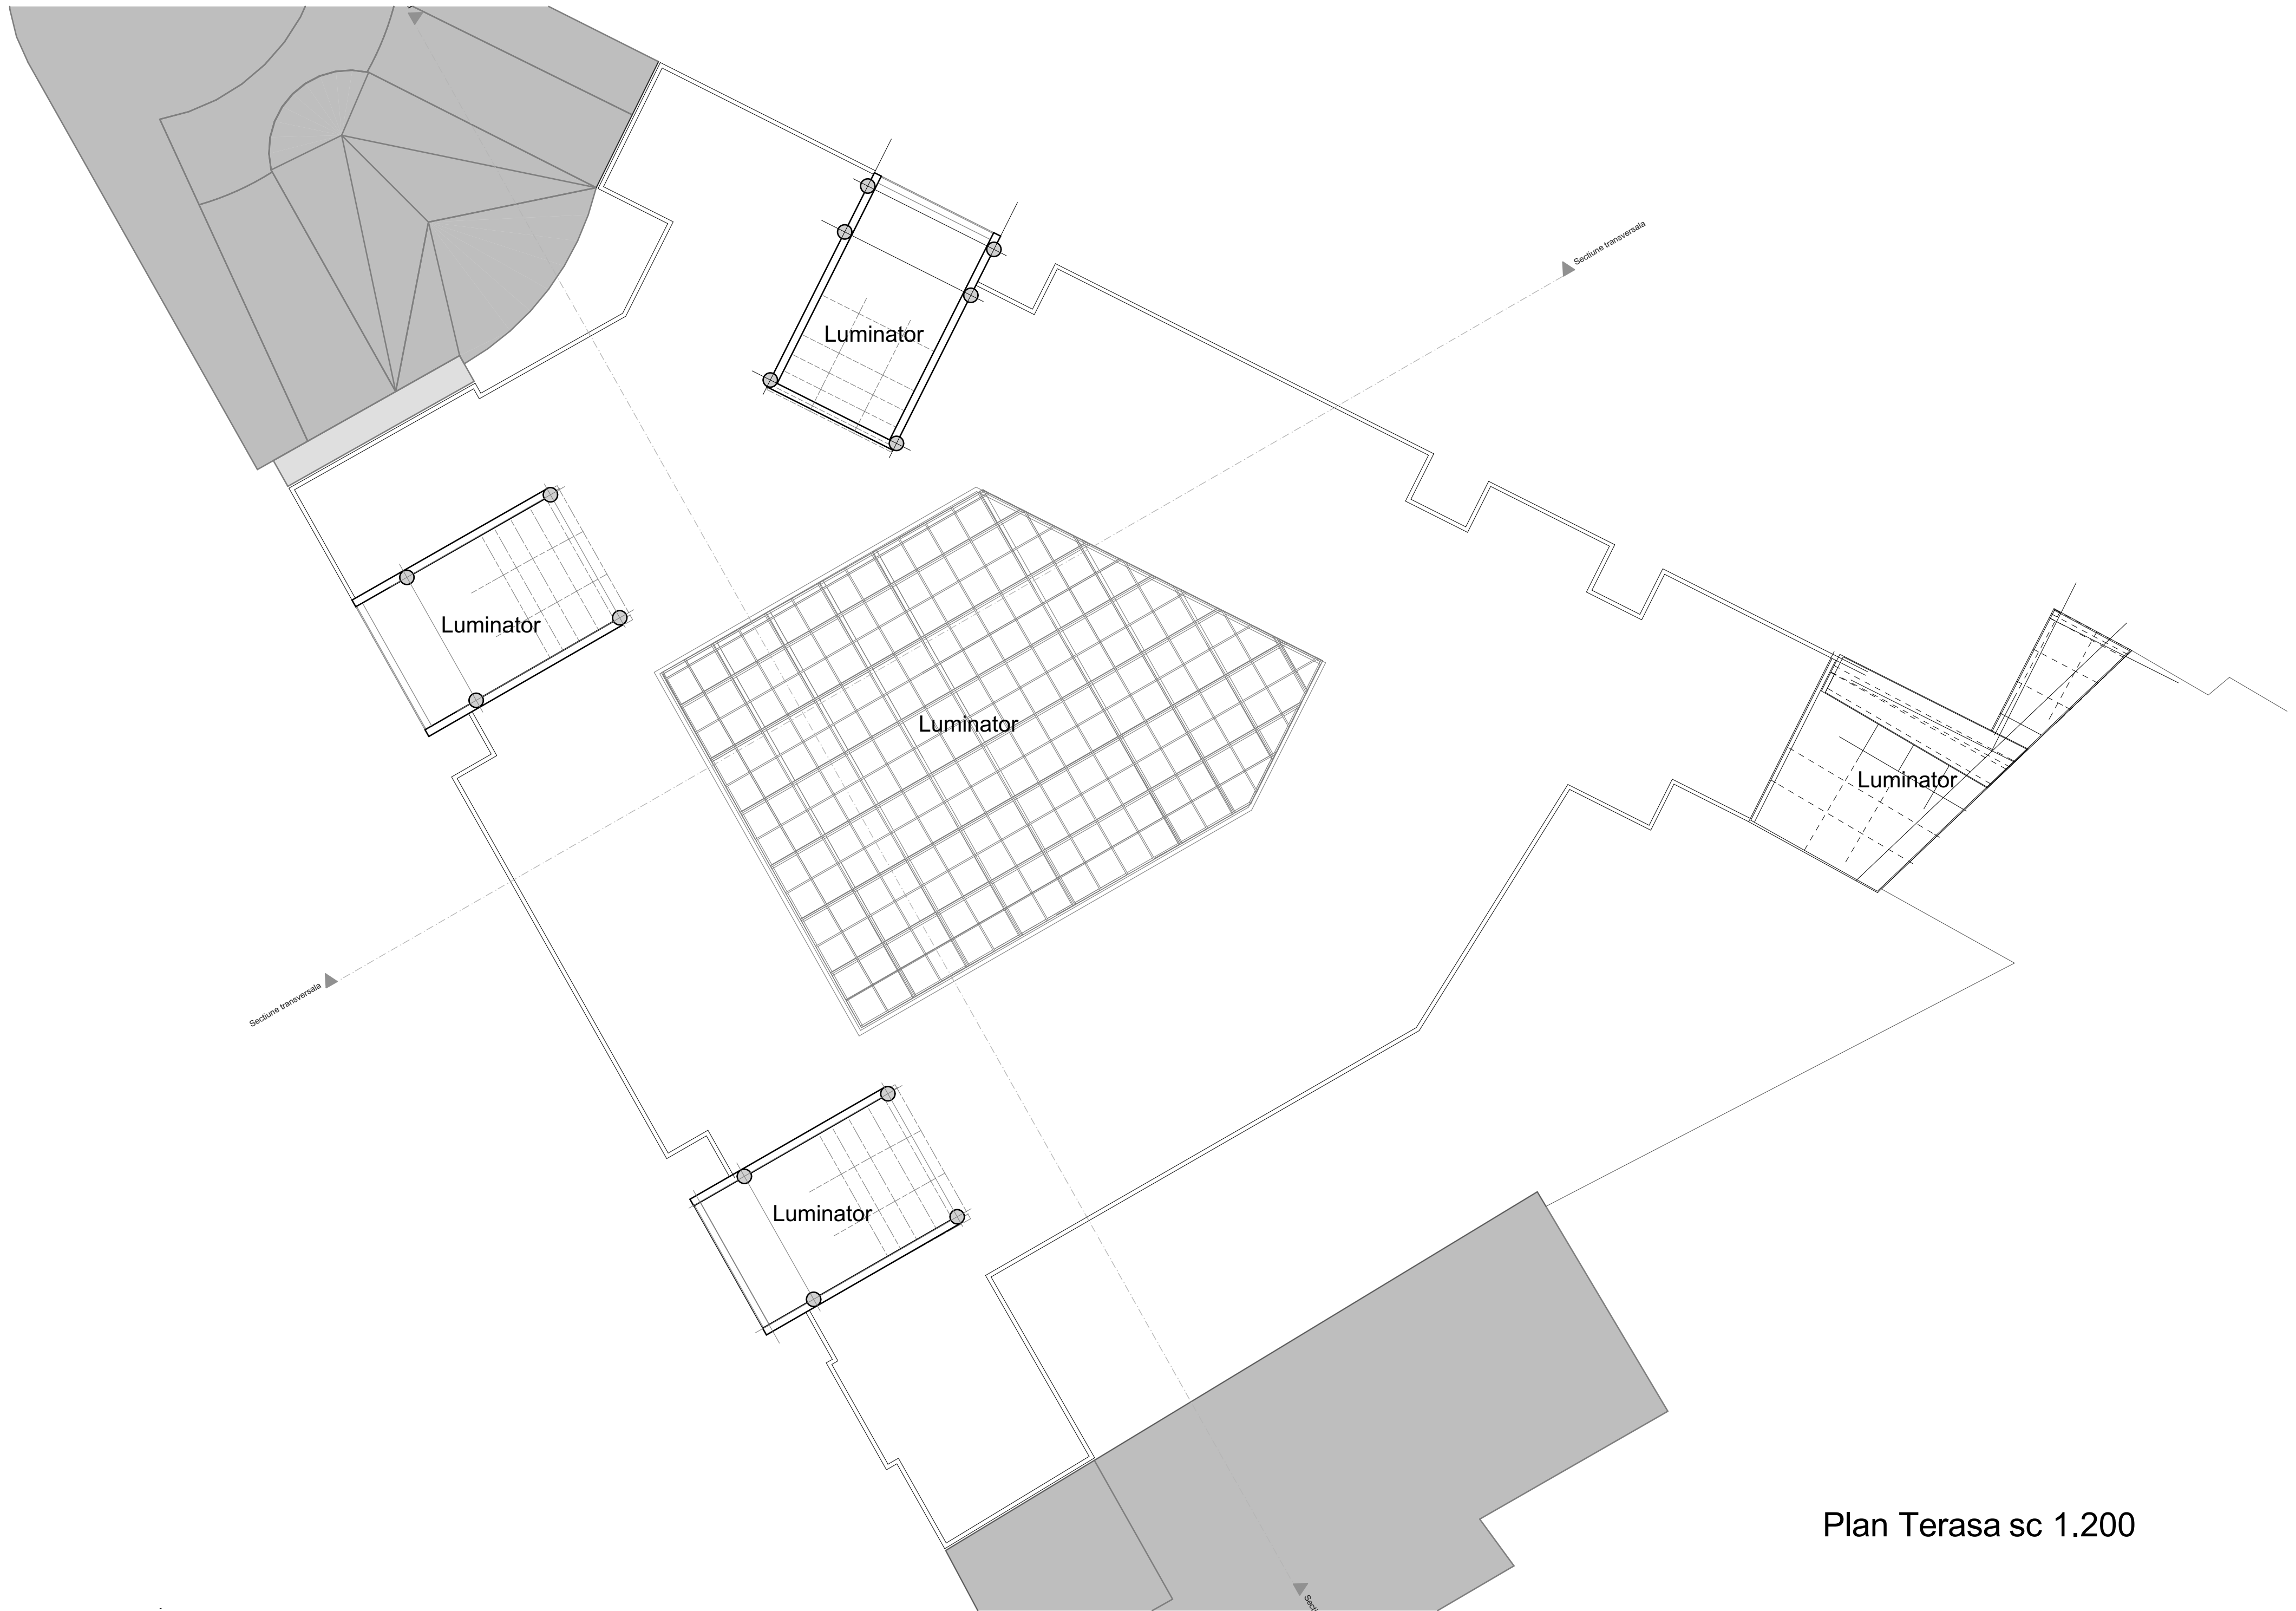 Sectiune transversala
Luminator
Luminator
Luminator
Luminator
Sectiune transversala
Luminator
Plan Terasa sc 1.200